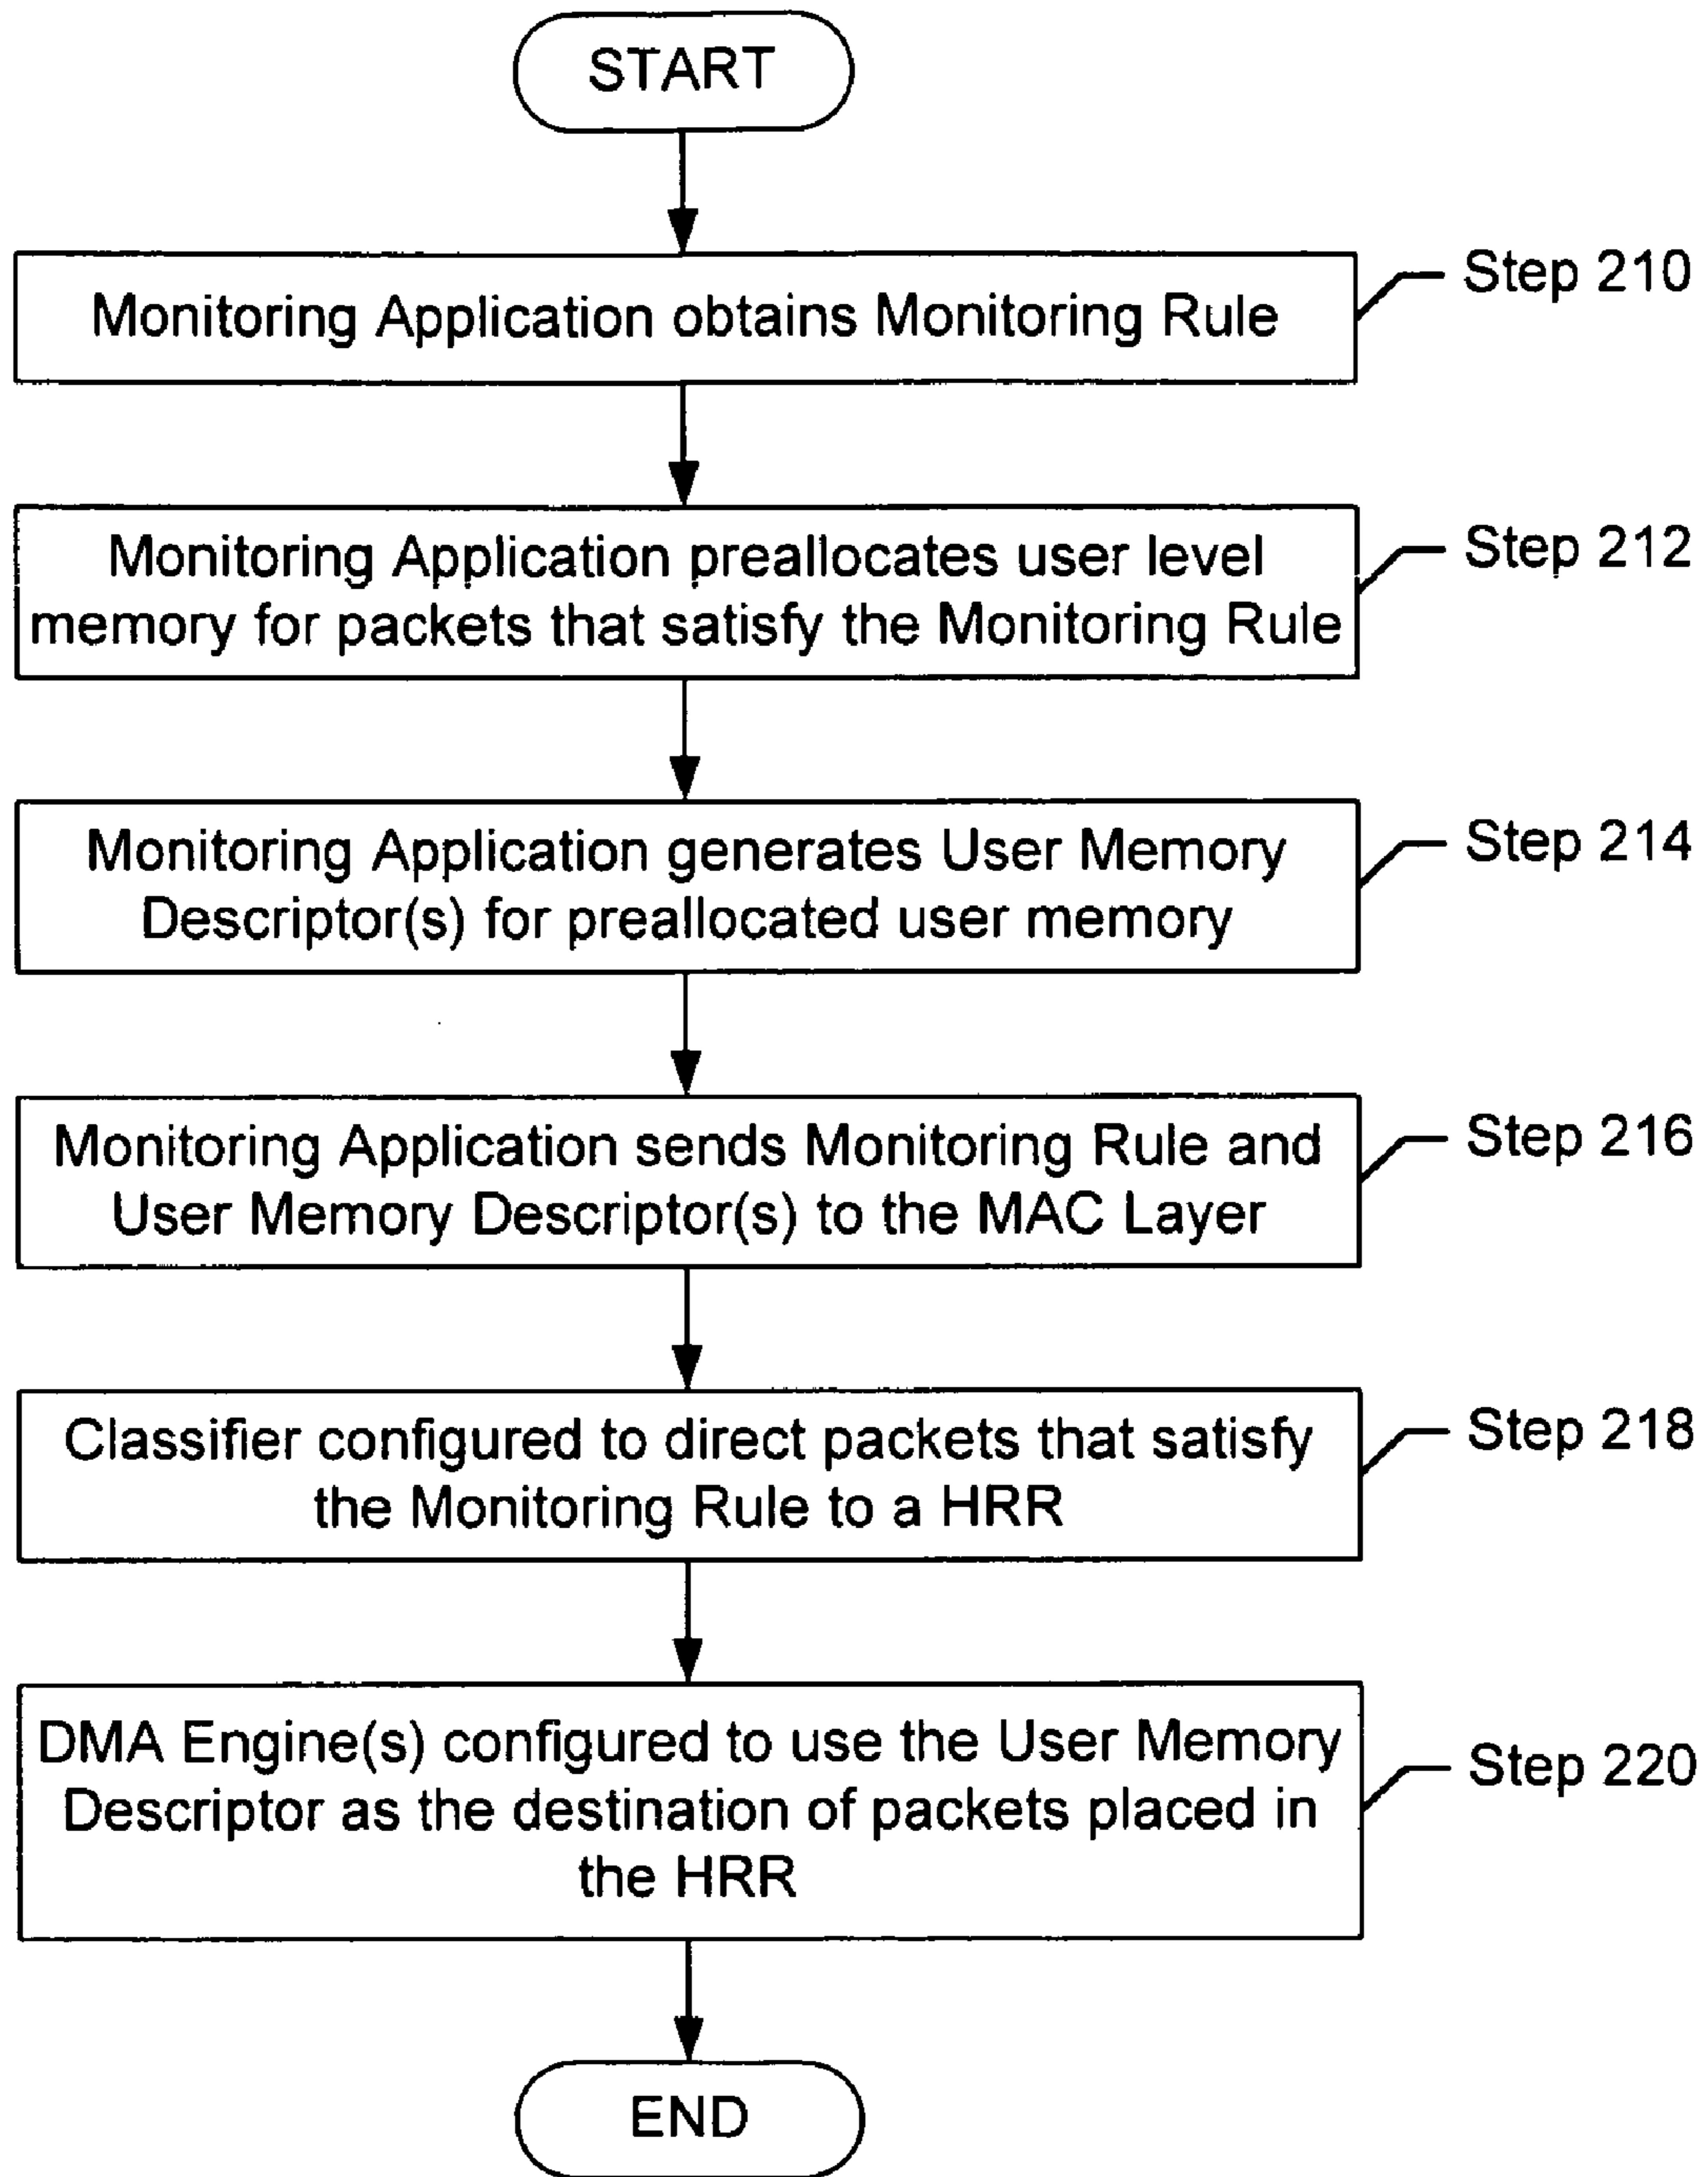 START
Monitoring Application obtains Monitoring Rule
Step 210
Monitoring Application preallocates user level
memory for packets that satisfy the Monitoring Rule
Step 212
Monitoring Application generates User Memory
Descriptor(s) for preallocated user memory
Step 214
Monitoring Application sends Monitoring Rule and
User Memory Descriptor(s) to the MAC Layer
Step 216
Classifier configured to direct packets that satisfy
the Monitoring Rule to a HRR
Step 218
DMA Engine(s) configured to use the User Memory
Descriptor as the destination of packets placed in
the HRR
Step 220
END